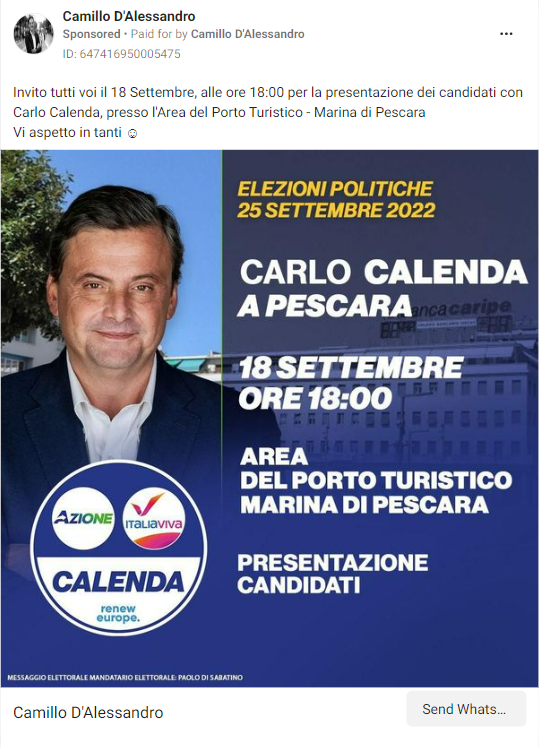 Camillo D'Alessandro
Sponsored • Paid for by Camillo D'Alessandro
ID: 647416950005475
Invito tutti voi il 18 Settembre, alle ore 18:00 per la presentazione dei candidati con
Carlo Calenda, presso l'Area del Porto Turistico - Marina di Pescara
Vi aspetto in tanti ☺
ELEZIONI POLITICHE
25 SETTEMBRE 2022
CARLO CALENDA
A PESCARA
ancacaripe
18 SETTEMBRE
ORE 18:00
AREA
DEL PORTO TURISTICO
MARINA DI PESCARA
AZIONE
ITALIAVIVA
CALENDA
renew
europe.
PRESENTAZIONE
CANDIDATI
MESSAGGIO ELETTORALE MANDATARIO ELETTORALE: PAOLO DI SABATINO
Camillo D'Alessandro
Send Whats...